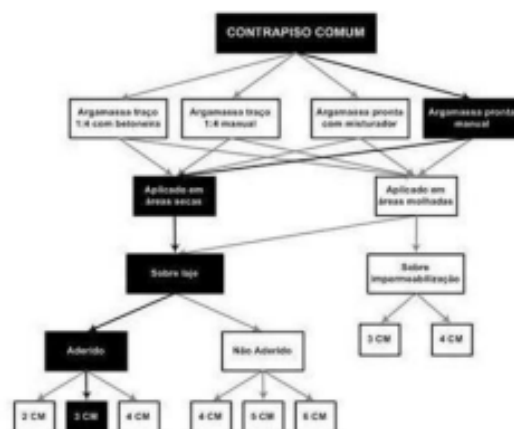 CONTRAPISO COMUM
Argamassa traço
1:4 com betoneira
Argamassa traço
1:4 manual
Argamassa pronta
com misturador
Argamassa pronta
manual
Aplicado em
áreas secas
Aplicado em
áreas molhadas
Sobre laje
Sobre
impermeabilização
Aderido
Não Aderido
3 CM
4 CM
2 CM
3 CM
4 CM
4 CM
5 CM
6 CM